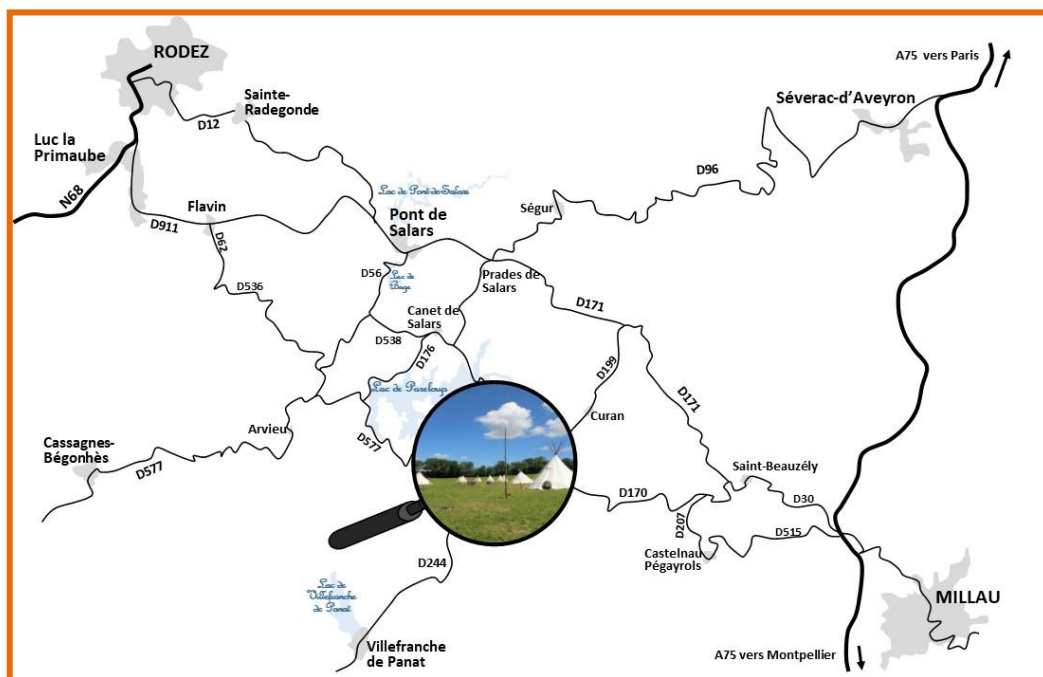 RODEZ
A75 vers Paris
Sainte-
Radegonde
Séverac-d'Aveyron
D12
Luc la
Primaube
D96
Lac de Pont-de-Salars
N68
Flavin
Ségur
D911
Pont de
Salars
D62
D56
Lac de
Bage
Prades de
Salars
D536
Canet de
Salars
D171
D538
D176
D199
Lac de Pareloup
D171
Curan
Arvieu
D577
Cassagnes-
Bégonhès
D577
Saint-Beauzély
D170
D30
D207
D515
Castelnau
Pégayrols
D244
Lac de
Villefranche
de Panat
MILLAU
Villefranche
de Panat
A75 vers Montpellier